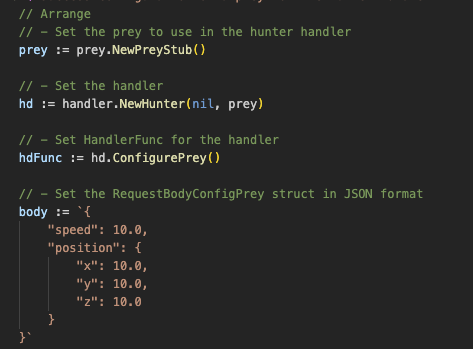 // Arrange
// - Set the prey to use in the hunter handler
prey := prey.NewPreyStub()
// - Set the handler
hd := handler.NewHunter(nil, prey)
// - Set HandlerFunc for the handler
hdFunc := hd.ConfigurePrey()
// - Set the RequestBodyConfigPrey struct in JSON format
body := `{
    "speed": 10.0,
    "position": {
        "x": 10.0,
        "y": 10.0,
        "z": 10.0
    }
}`